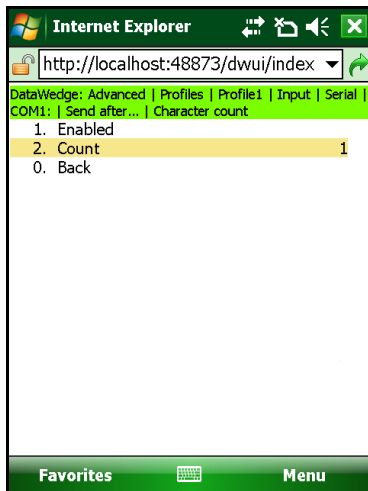 Internet Explorer
http://localhost:48873/dwui/index
DataWedge: Advanced | Profiles | Profile1 | Input | Serial |
COM1: | Send after... | Character count
1. Enabled
2. Count 1
0. Back
Favorites Menu